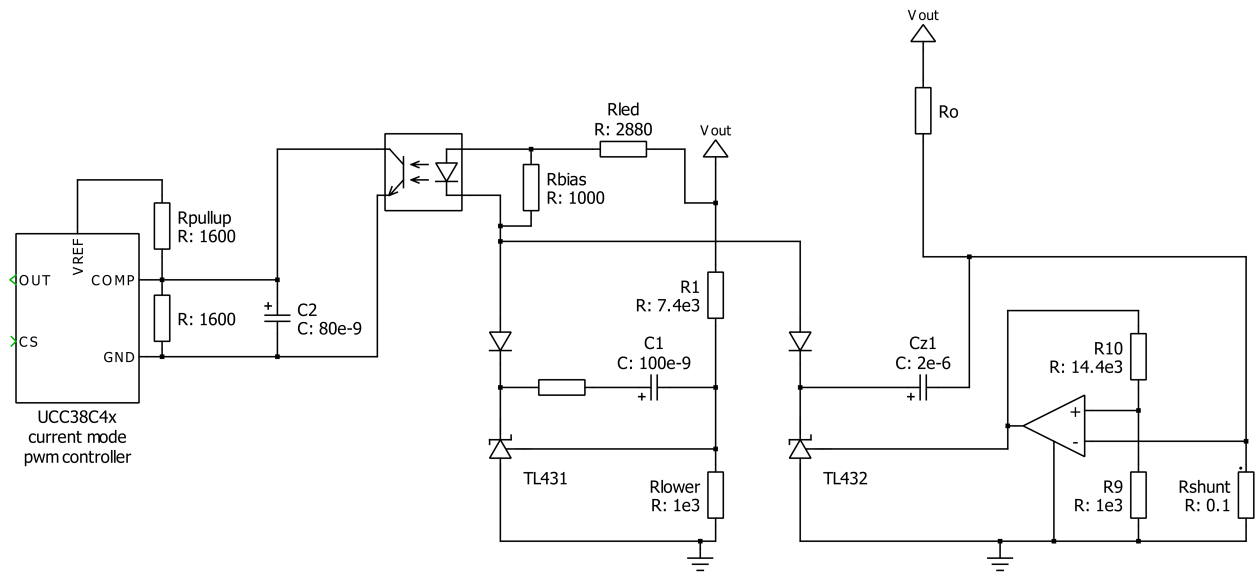 Vout
Ro
Rled
R: 2880
Vout
Rbias
R: 1000
Rpullup
R: 1600
VREF
OUT
COMP
CS
GND
R: 1600
C2
C: 80e-9
+
UCC38C4x
current mode
pwm controller
R1
R: 7.4e3
C1
C: 100e-9
+
TL431
Rlower
R: 1e3
Cz1
C: 2e-6
+
TL432
R10
R: 14.4e3
+
-
R9
R: 1e3
Rshunt
R: 0.1